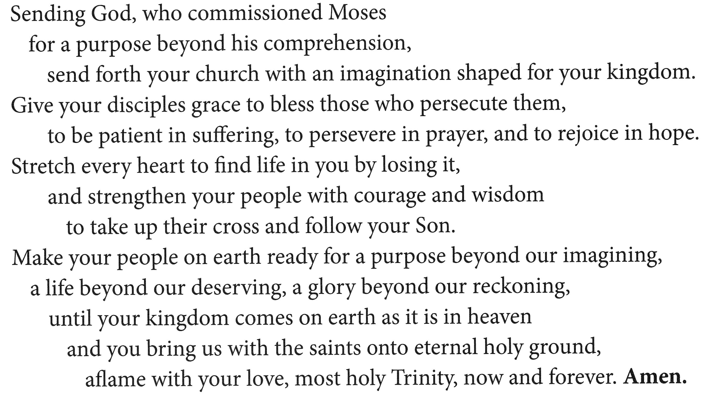 Sending God, who commissioned Moses
for a purpose beyond his comprehension,
send forth your church with an imagination shaped for your kingdom.
Give your disciples grace to bless those who persecute them,
to be patient in suffering, to persevere in prayer, and to rejoice in hope.
Stretch every heart to find life in you by losing it,
and strengthen your people with courage and wisdom
to take up their cross and follow your Son.
Make your people on earth ready for a purpose beyond our imagining,
a life beyond our deserving, a glory beyond our reckoning,
until your kingdom comes on earth as it is in heaven
and you bring us with the saints onto eternal holy ground,
aflame with your love, most holy Trinity, now and forever. Amen.